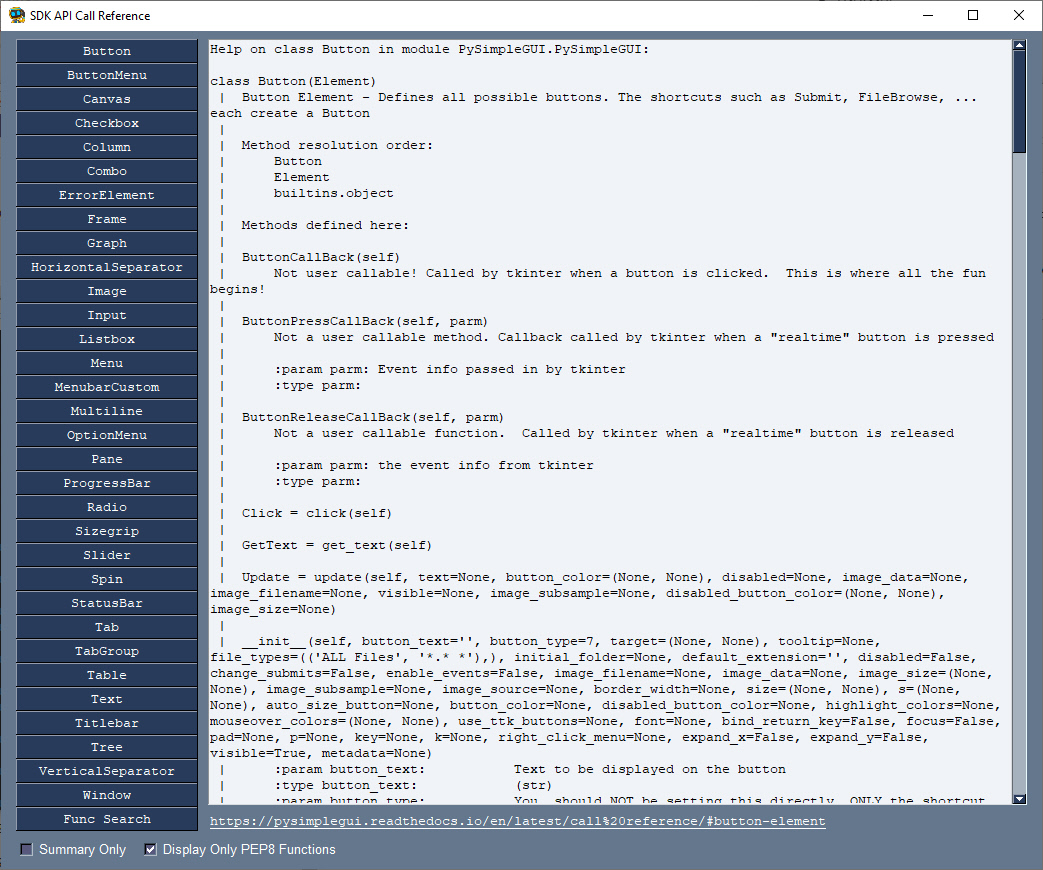 SDK API Call Reference
Button
ButtonMenu
Canvas
Checkbox
Column
Combo
ErrorElement
Frame
Graph
HorizontalSeparator
Image
Input
Listbox
Menu
MenubarCustom
Multiline
OptionMenu
Pane
ProgressBar
Radio
Sizegrip
Slider
Spin
StatusBar
Tab
TabGroup
Table
Text
Titlebar
Tree
VerticalSeparator
Window
Func Search
Help on class Button in module PySimpleGUI.PySimpleGUI:
class Button(Element)
 |  Button Element - Defines all possible buttons. The shortcuts such as Submit, FileBrowse, ...
each create a Button
 |
 |  Method resolution order:
 |      Button
 |      Element
 |      builtins.object
 |
 |  Methods defined here:
 |
 |  ButtonCallBack(self)
 |      Not user callable! Called by tkinter when a button is clicked.  This is where all the fun
begins!
 |
 |  ButtonPressCallBack(self, parm)
 |      Not a user callable method. Callback called by tkinter when a "realtime" button is pressed
 |
 |      :param parm: Event info passed in by tkinter
 |      :type parm:
 |
 |  ButtonReleaseCallBack(self, parm)
 |      Not a user callable function.  Called by tkinter when a "realtime" button is released
 |
 |      :param parm: the event info from tkinter
 |      :type parm:
 |
 |  Click = click(self)
 |
 |  GetText = get_text(self)
 |
 |  Update = update(self, text=None, button_color=(None, None), disabled=None, image_data=None,
image_filename=None, visible=None, image_subsample=None, disabled_button_color=(None, None),
image_size=None)
 |
 |  __init__(self, button_text='', button_type=7, target=(None, None), tooltip=None,
file_types=(('ALL Files', '*.* *'),), initial_folder=None, default_extension='', disabled=False,
change_submits=False, enable_events=False, image_filename=None, image_data=None, image_size=(None,
None), image_subsample=None, image_source=None, border_width=None, size=(None, None), s=(None,
None), auto_size_button=None, button_color=None, disabled_button_color=None, highlight_colors=None,
mouseover_colors=(None, None), use_ttk_buttons=None, font=None, bind_return_key=False, focus=False,
pad=None, p=None, key=None, k=None, right_click_menu=None, expand_x=False, expand_y=False,
visible=True, metadata=None)
 |      :param button_text:           Text to be displayed on the button
 |      :type button_text:            (str)
 |      :param button_type:           You  should NOT be setting this directly. ONLY the shortcut
https://pysimplegui.readthedocs.io/en/latest/call%20reference/#button-element
Summary Only
Display Only PEP8 Functions